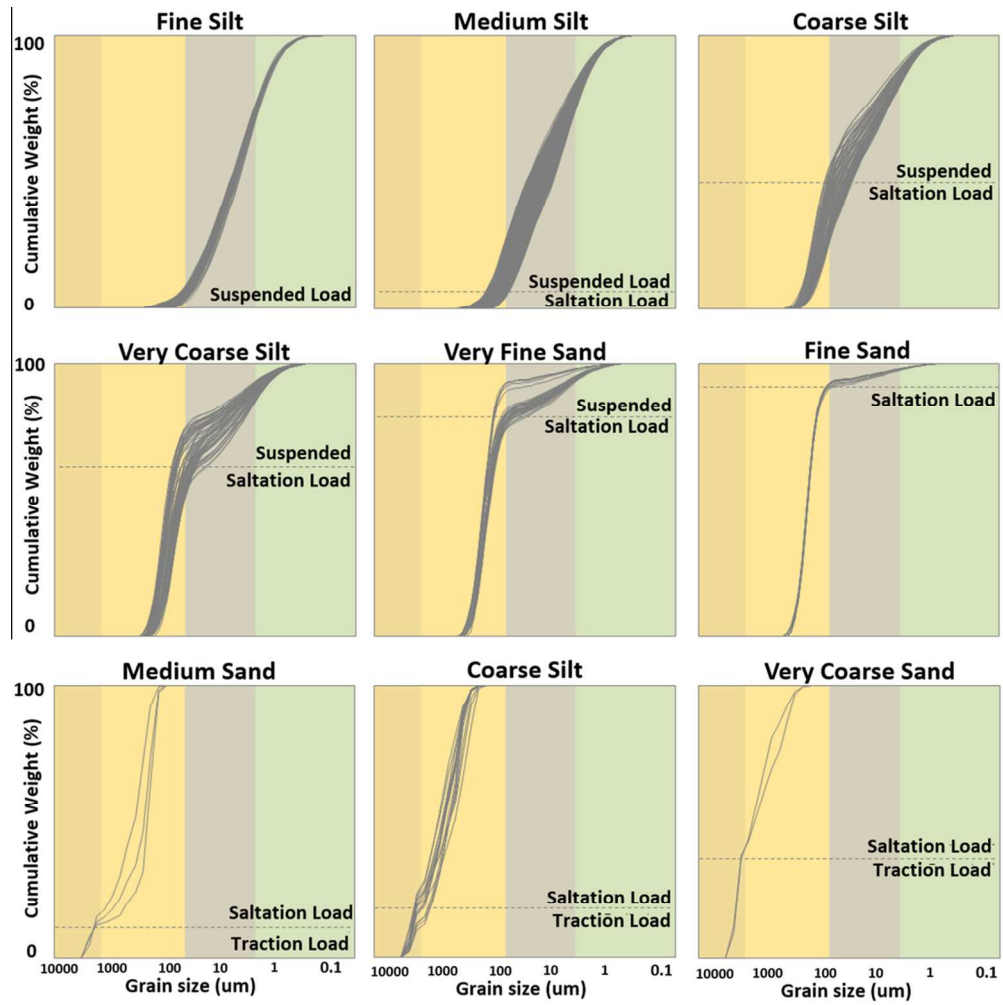 Fine Silt
Medium Silt
Coarse Silt
100
Cumulative Weight (%)
0
Suspended Load
Suspended Load
Saltation Load
Suspended
Saltation Load
Very Coarse Silt
Very Fine Sand
Fine Sand
100
Cumulative Weight (%)
0
Suspended
Saltation Load
Suspended
Saltation Load
Saltation Load
Medium Sand
Coarse Silt
Very Coarse Sand
100
Cumulative Weight (%)
0
Saltation Load
Traction Load
Saltation Load
Traction Load
Saltation Load
Traction Load
10000 1000 100 10 1 0.1
10000 1000 100 10 1 0.1
10000 1000 100 10 1 0.1
Grain size (um)
Grain size (um)
Grain size (um)